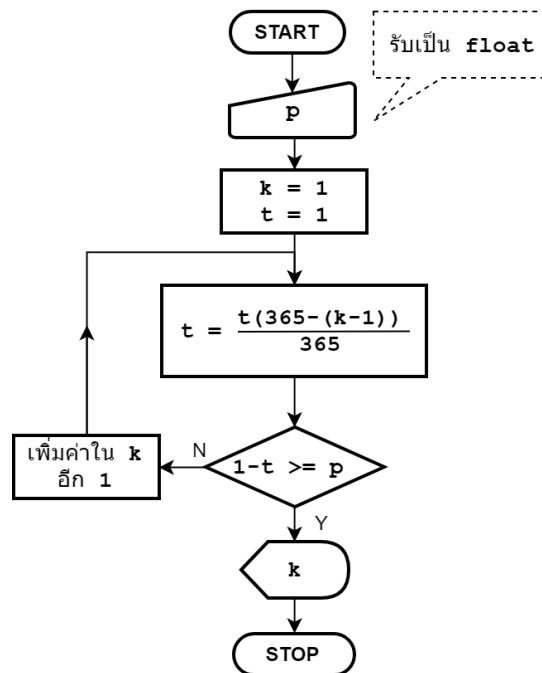 START
รับเป็น float
p
k = 1
t = 1
t = t(365-(k-1))
365
1-t >= p
N
เพิ่มค่าใน k
อีก 1
Y
k
STOP